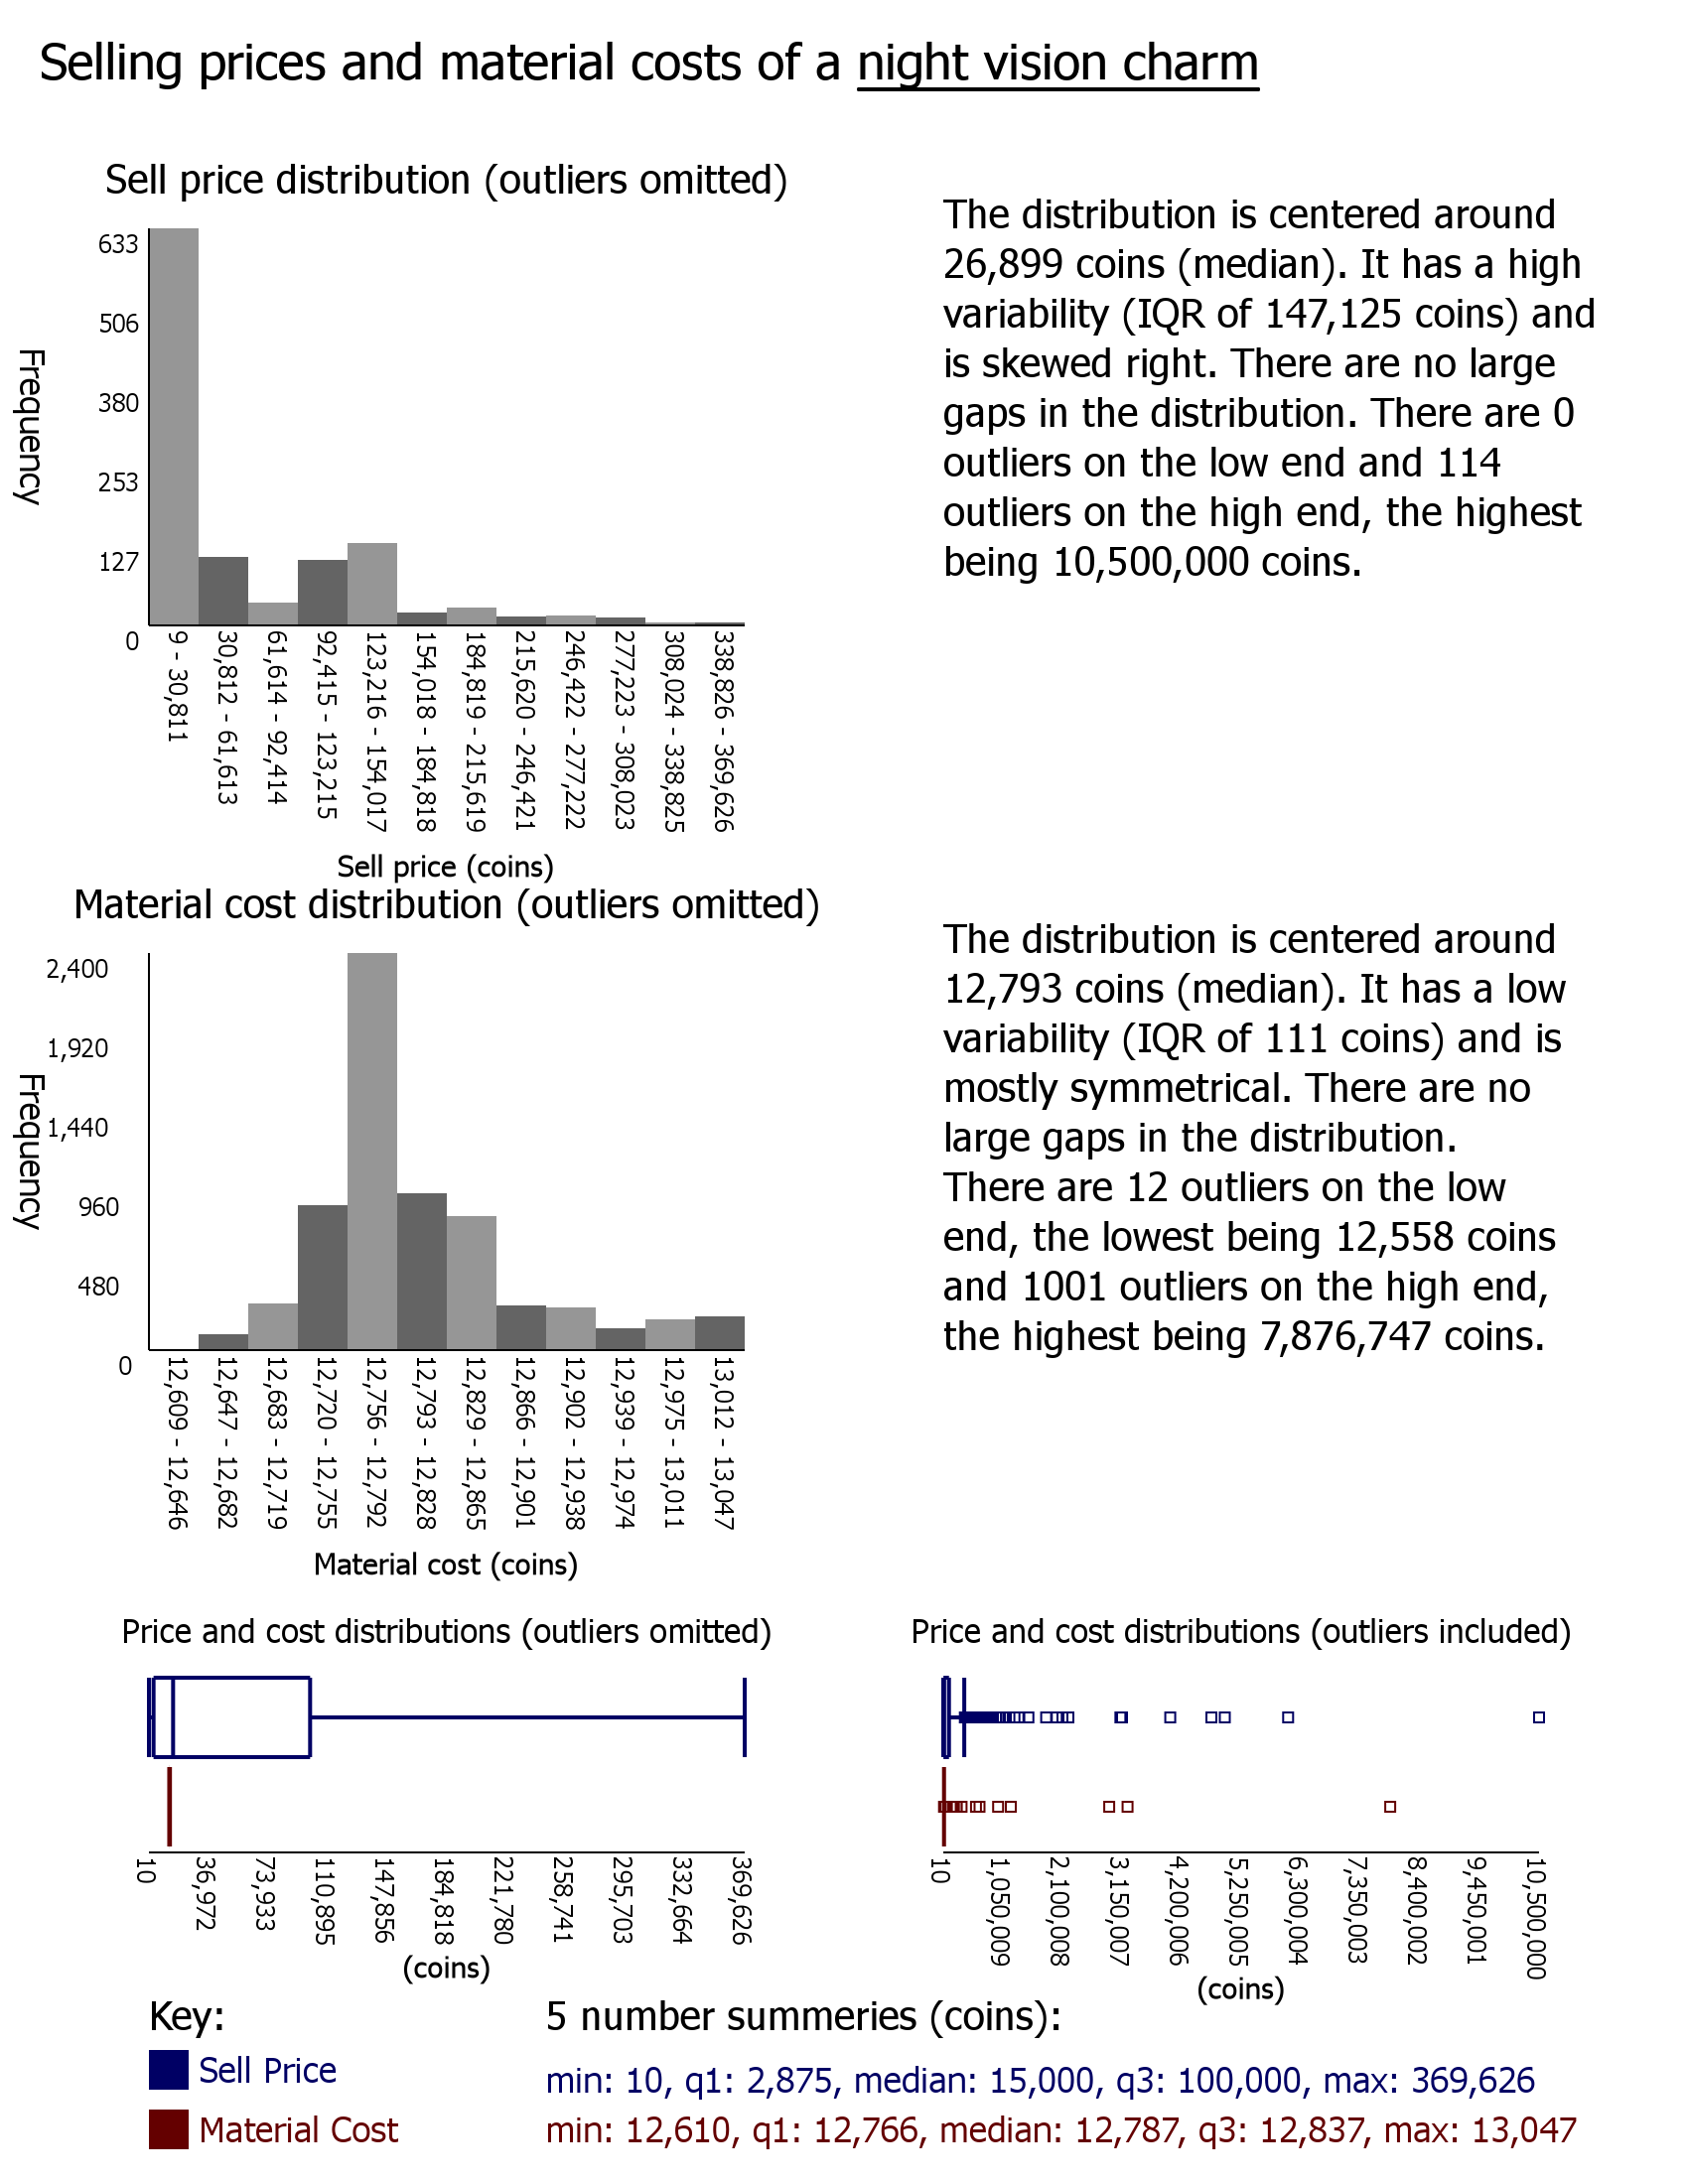 Selling prices and material costs of a night vision charm
Sell price distribution (outliers omitted)
Frequency
633
506
380
253
127
0
9 - 30,811
30,812 - 61,613
61,614 - 92,414
92,415 - 123,215
123,216 - 154,017
154,018 - 184,818
184,819 - 215,619
215,620 - 246,421
246,422 - 277,222
277,223 - 308,023
308,024 - 338,825
338,826 - 369,626
Sell price (coins)
The distribution is centered around
26,899 coins (median). It has a high
variability (IQR of 147,125 coins) and
is skewed right. There are no large
gaps in the distribution. There are 0
outliers on the low end and 114
outliers on the high end, the highest
being 10,500,000 coins.
Material cost distribution (outliers omitted)
Frequency
2,400
1,920
1,440
960
480
0
12,609 - 12,646
12,647 - 12,682
12,683 - 12,719
12,720 - 12,755
12,756 - 12,792
12,793 - 12,828
12,829 - 12,865
12,866 - 12,901
12,902 - 12,938
12,939 - 12,974
12,975 - 13,011
13,012 - 13,047
Material cost (coins)
The distribution is centered around
12,793 coins (median). It has a low
variability (IQR of 111 coins) and is
mostly symmetrical. There are no
large gaps in the distribution.
There are 12 outliers on the low
end, the lowest being 12,558 coins
and 1001 outliers on the high end,
the highest being 7,876,747 coins.
Price and cost distributions (outliers omitted)
10
36,972
73,933
110,895
147,856
184,818
221,780
258,741
295,703
332,664
369,626
(coins)
Price and cost distributions (outliers included)
10
1,050,009
2,100,008
3,150,007
4,200,006
5,250,005
6,300,004
7,350,003
8,400,002
9,450,001
10,500,000
(coins)
Key:
Sell Price
Material Cost
5 number summeries (coins):
min: 10, q1: 2,875, median: 15,000, q3: 100,000, max: 369,626
min: 12,610, q1: 12,766, median: 12,787, q3: 12,837, max: 13,047